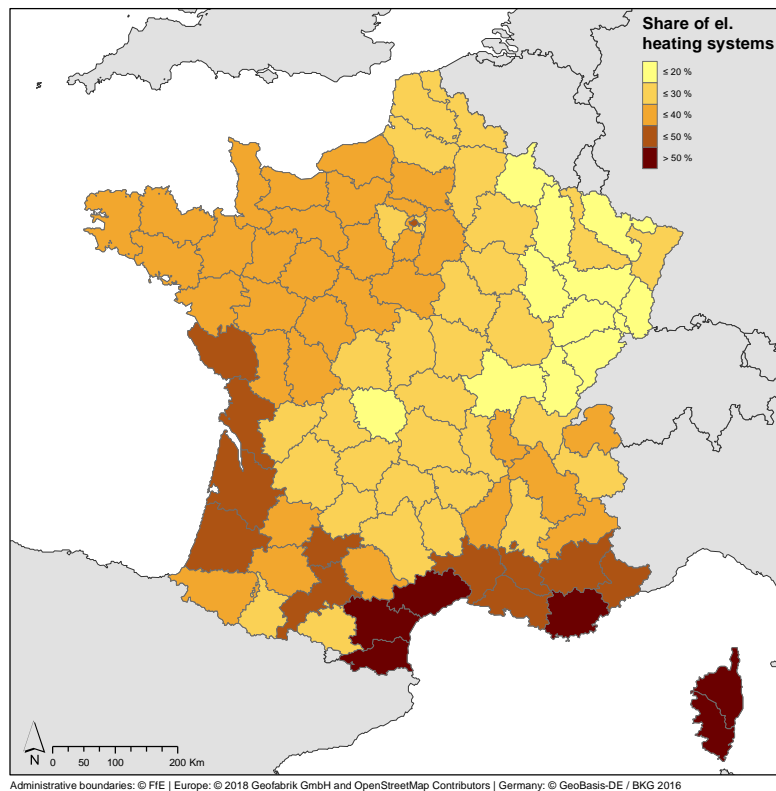 Share of el.
heating systems
≤ 20 %
≤ 30 %
≤ 40 %
≤ 50 %
> 50 %
N
0 50 100 200 Km
Administrative boundaries: © FfE | Europe: © 2018 Geofabrik GmbH and OpenStreetMap Contributors | Germany: © GeoBasis-DE / BKG 2016